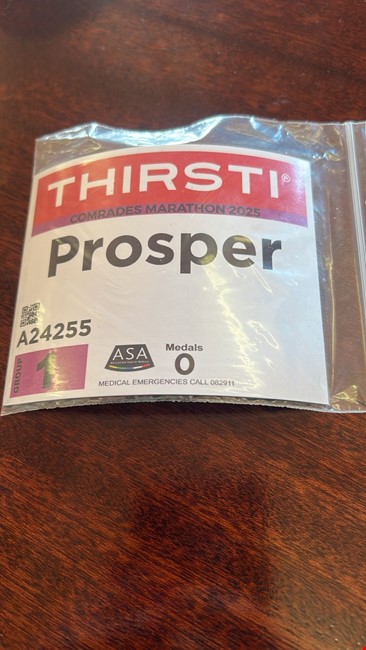 THIRSTI®
COMRADES MARATHON 2025
Prosper
A24255
GROUP 1
ASA
Medals
0
MEDICAL EMERGENCIES CALL 082911